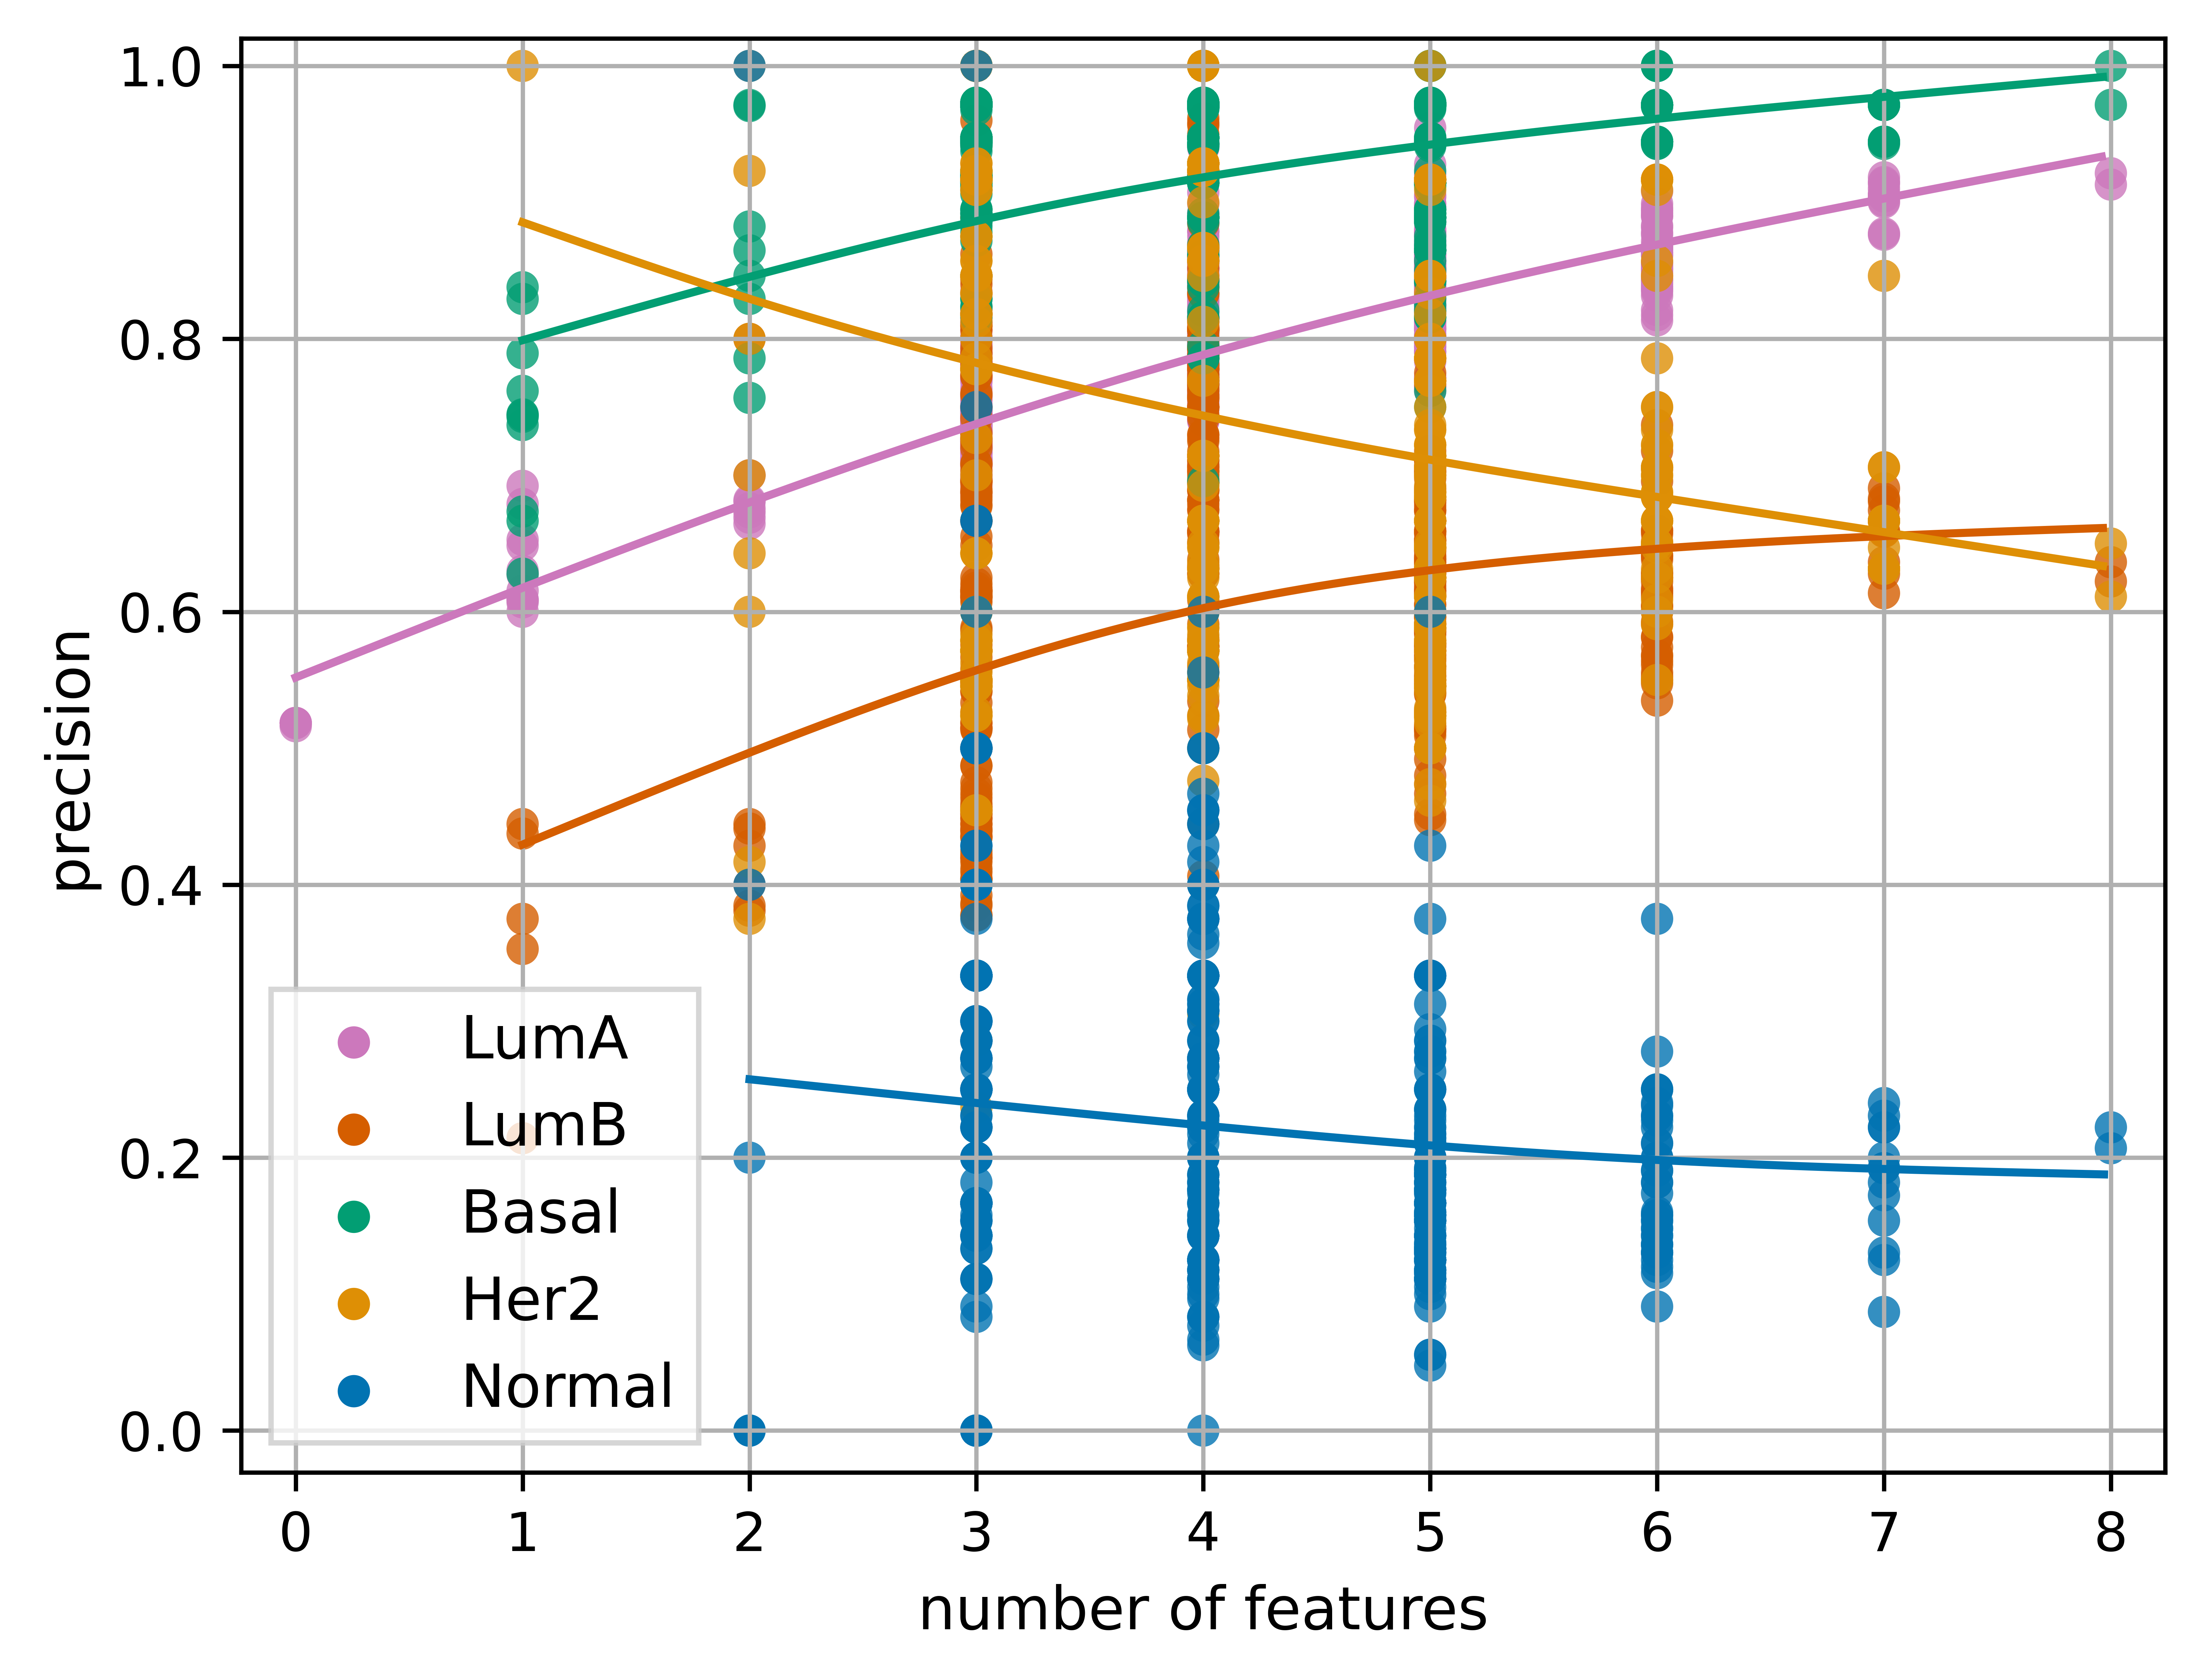 1.0
0.8
0.6
0.4
0.2
0.0
precision
LumA
LumB
Basal
Her2
Normal
0 1 2 3 4 5 6 7 8
number of features